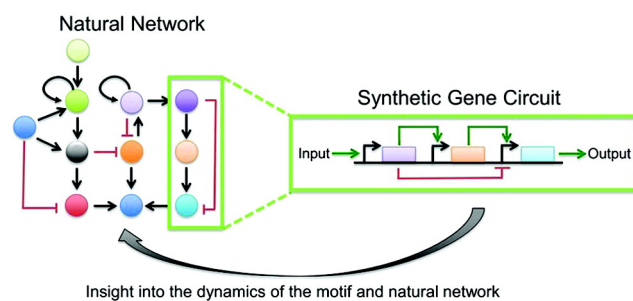 Natural Network
Synthetic Gene Circuit
Input
Output
Insight into the dynamics of the motif and natural network